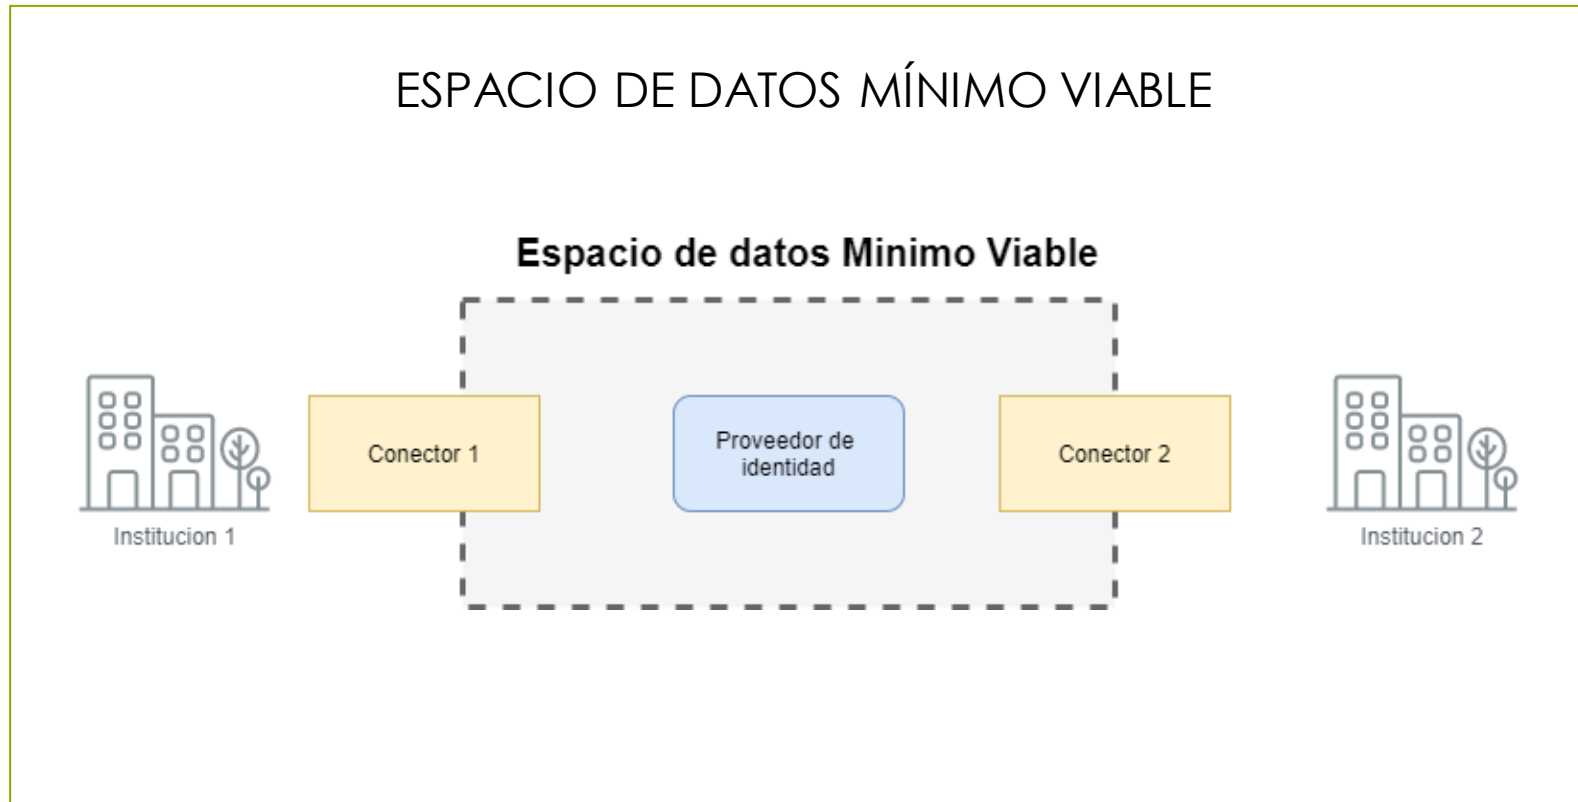 ESPACIO DE DATOS MÍNIMO VIABLE
Espacio de datos Minimo Viable
Conector 1
Proveedor de
identidad
Conector 2
Institucion 1
Institucion 2